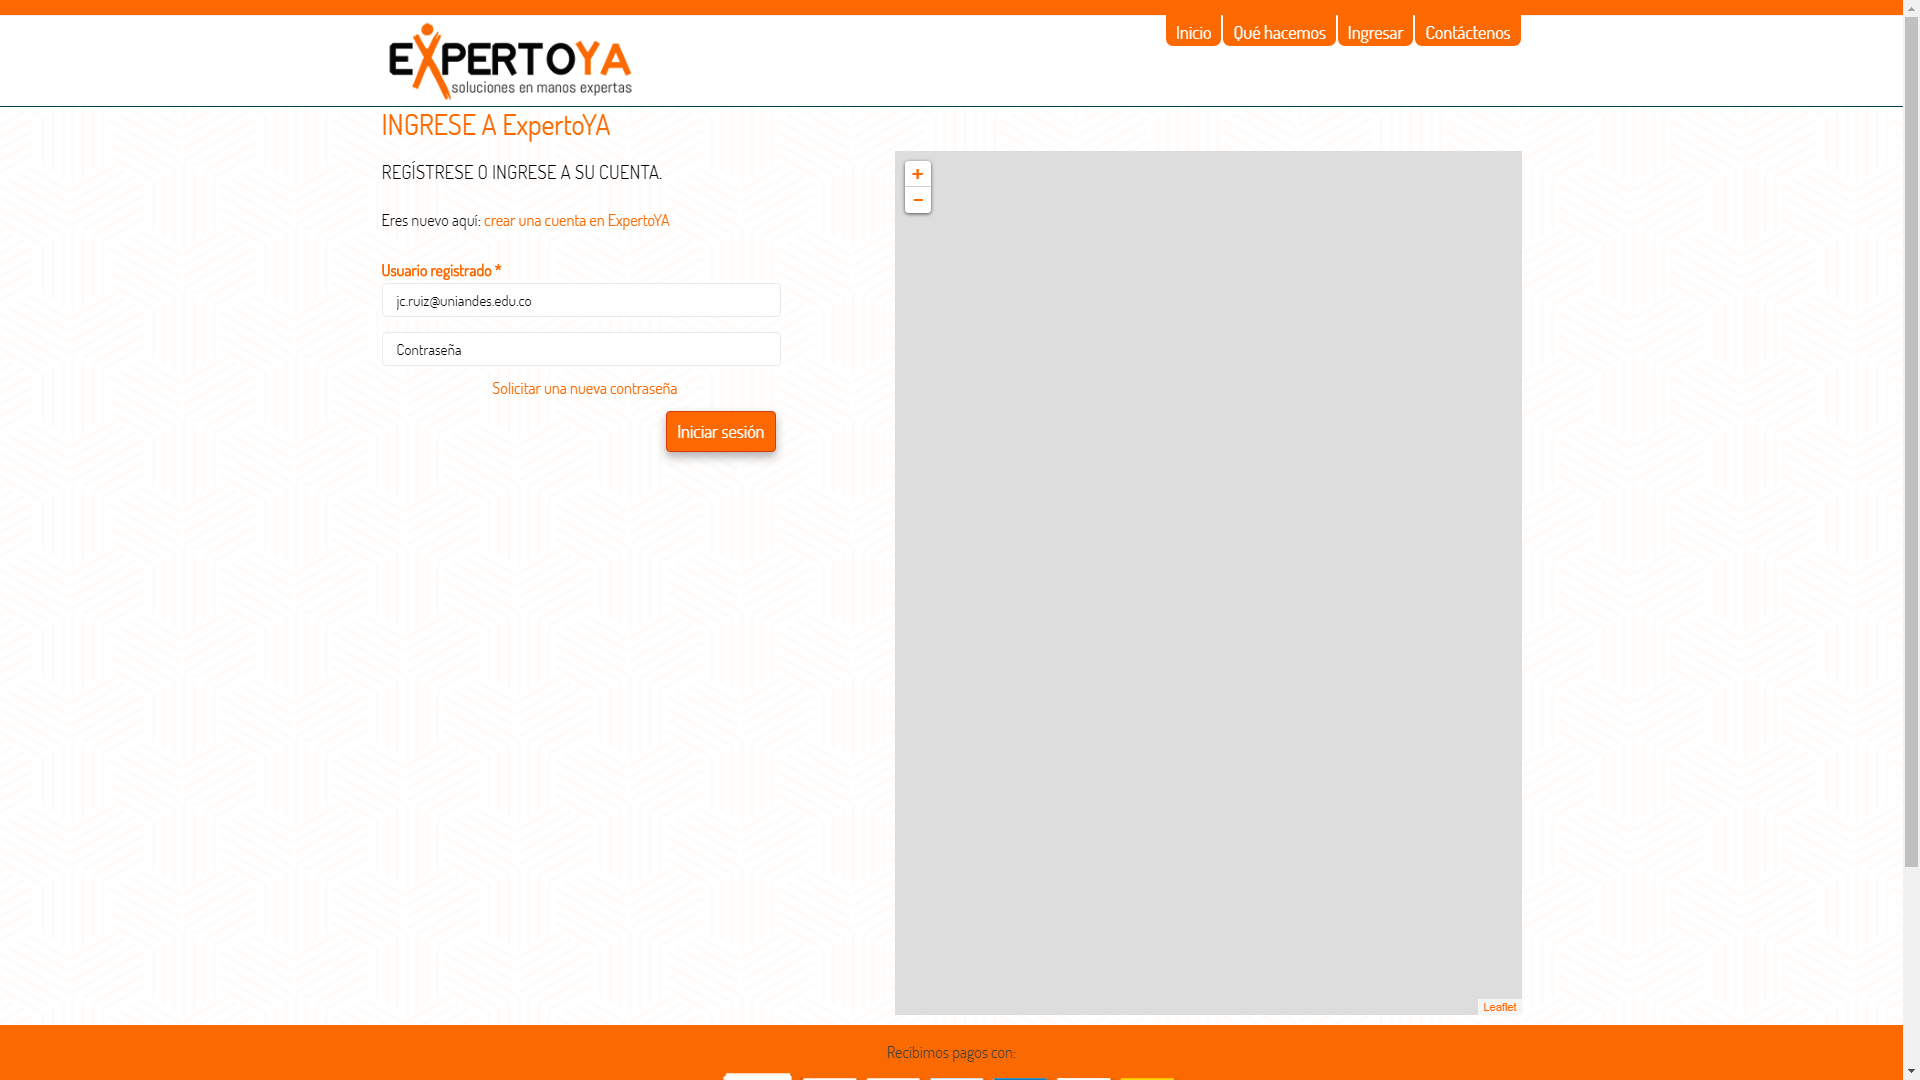 Inicio
Qué hacemos
Ingresar
Contáctenos
EXPERTOYA
soluciones en manos expertas
INGRESE A ExpertoYA
REGÍSTRESE O INGRESE A SU CUENTA.
Eres nuevo aquí: crear una cuenta en ExpertoYA
Usuario registrado *
jc.ruiz@uniandes.edu.co
Contraseña
Solicitar una nueva contraseña
Iniciar sesión
+
−
Leaflet
Recibimos pagos con: